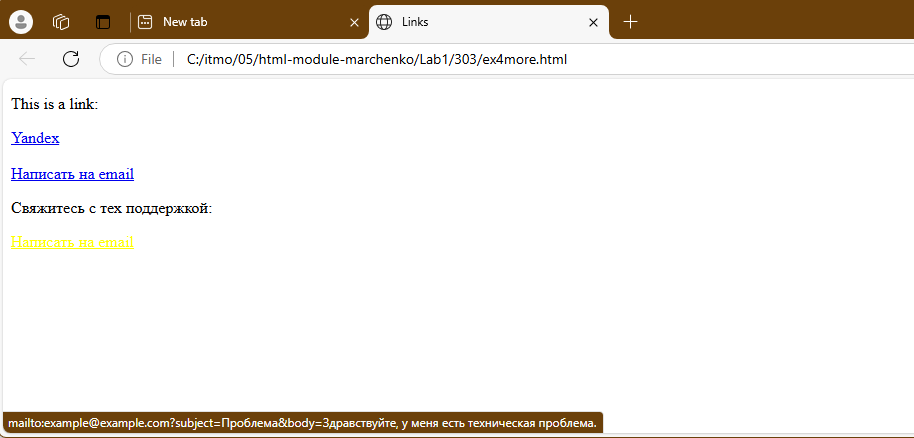 New tab
Links
File
C:/itmo/05/html-module-marchenko/Lab1/303/ex4more.html
This is a link:
Yandex
Написать на email
Свяжитесь с тех поддержкой:
Написать на email
mailto:example@example.com?subject=Проблема&body=Здравствуйте, у меня есть техническая проблема.